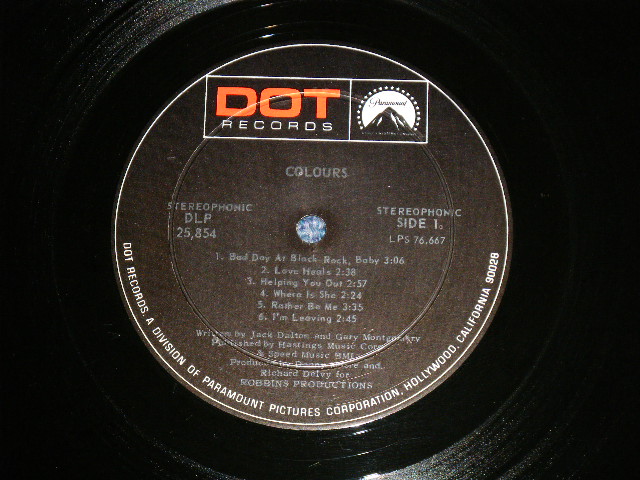 DOT
RECORDS
Paramount
COLOURS
STEREOPHONIC
DLP
25,854
STEREOPHONIC
SIDE 1.
LPS 76,667
1. Bad Day At Black Rock, Baby 3:06
2. Love Heals 2:38
3. Helping You Out 2:57
4. Where Is She 2:24
5. Rather Be Me 3:35
6. I'm Leaving 2:45
Written by Jack Dalton and Gary Montgomery
Published by Hastings Music Corp.
& Speed Music BMI
Produced by and
Richard Delvy for
ROBBINS PRODUCTIONS
DOT RECORDS, A DIVISION OF PARAMOUNT PICTURES CORPORATION, HOLLYWOOD, CALIFORNIA 90028